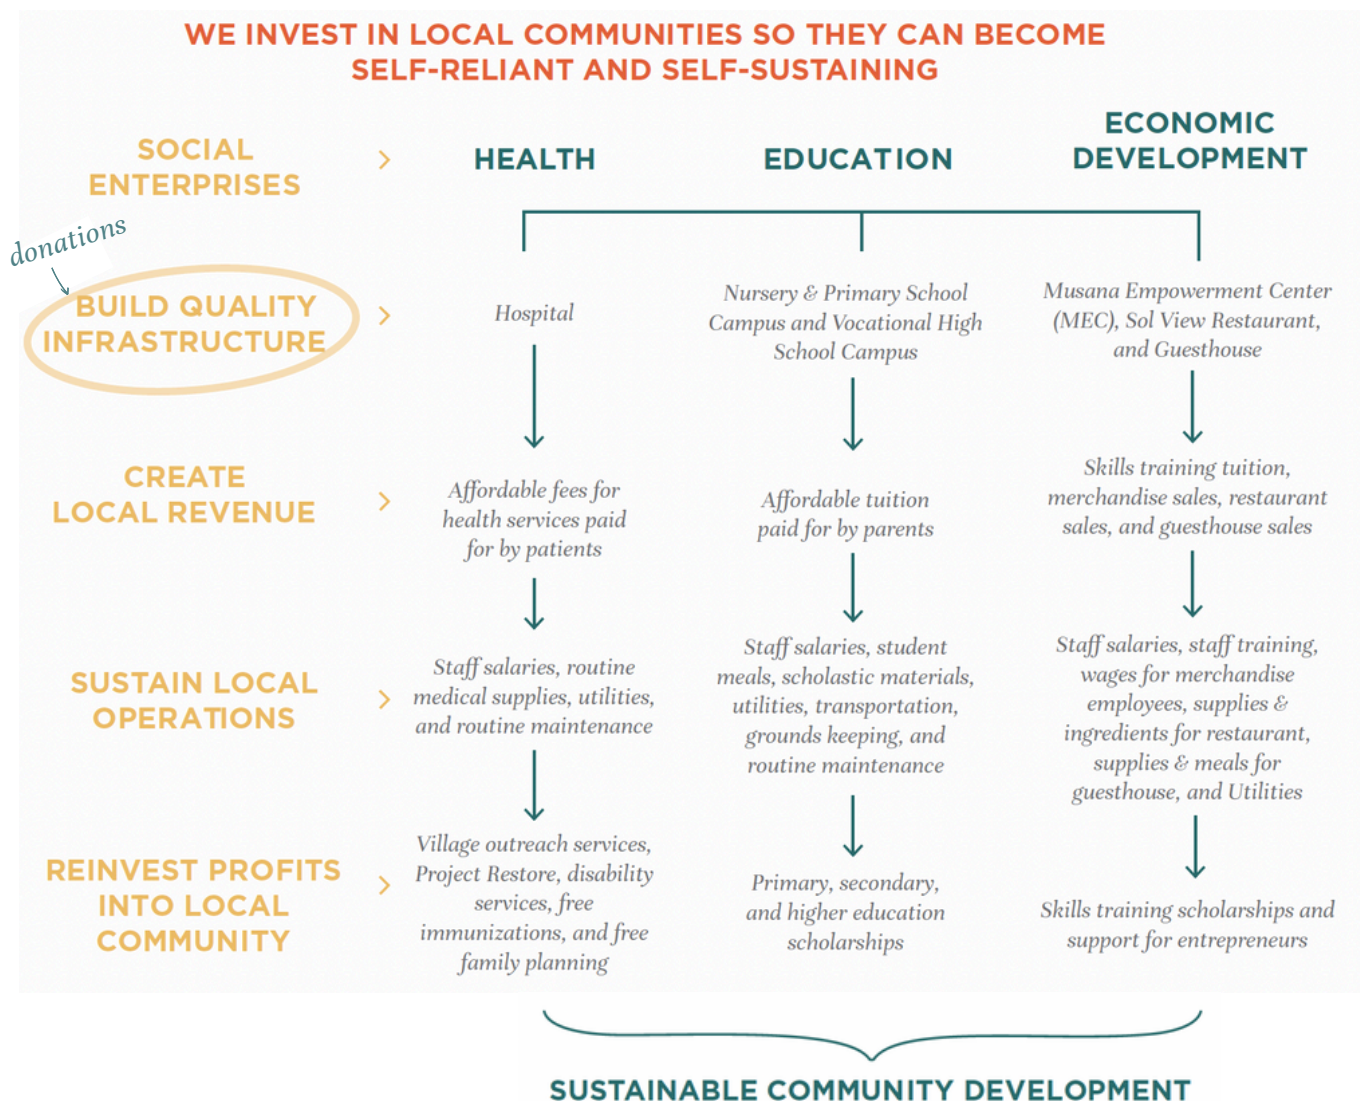 WE INVEST IN LOCAL COMMUNITIES SO THEY CAN BECOME
SELF-RELIANT AND SELF-SUSTAINING
SOCIAL
ENTERPRISES
HEALTH
EDUCATION
ECONOMIC
DEVELOPMENT
donations
BUILD QUALITY
INFRASTRUCTURE
Hospital
Nursery & Primary School
Campus and Vocational High
School Campus
Musana Empowerment Center
(MEC), Sol View Restaurant,
and Guesthouse
CREATE
LOCAL REVENUE
Affordable fees for
health services paid
for by patients
Affordable tuition
paid for by parents
Skills training tuition,
merchandise sales, restaurant
sales, and guesthouse sales
SUSTAIN LOCAL
OPERATIONS
Staff salaries, routine
medical supplies, utilities,
and routine maintenance
Staff salaries, student
meals, scholastic materials,
utilities, transportation,
grounds keeping, and
routine maintenance
Staff salaries, staff training,
wages for merchandise
employees, supplies &
ingredients for restaurant,
supplies & meals for
guesthouse, and Utilities
REINVEST PROFITS
INTO LOCAL
COMMUNITY
Village outreach services,
Project Restore, disability
services, free
immunizations, and free
family planning
Primary, secondary,
and higher education
scholarships
Skills training scholarships and
support for entrepreneurs
SUSTAINABLE COMMUNITY DEVELOPMENT